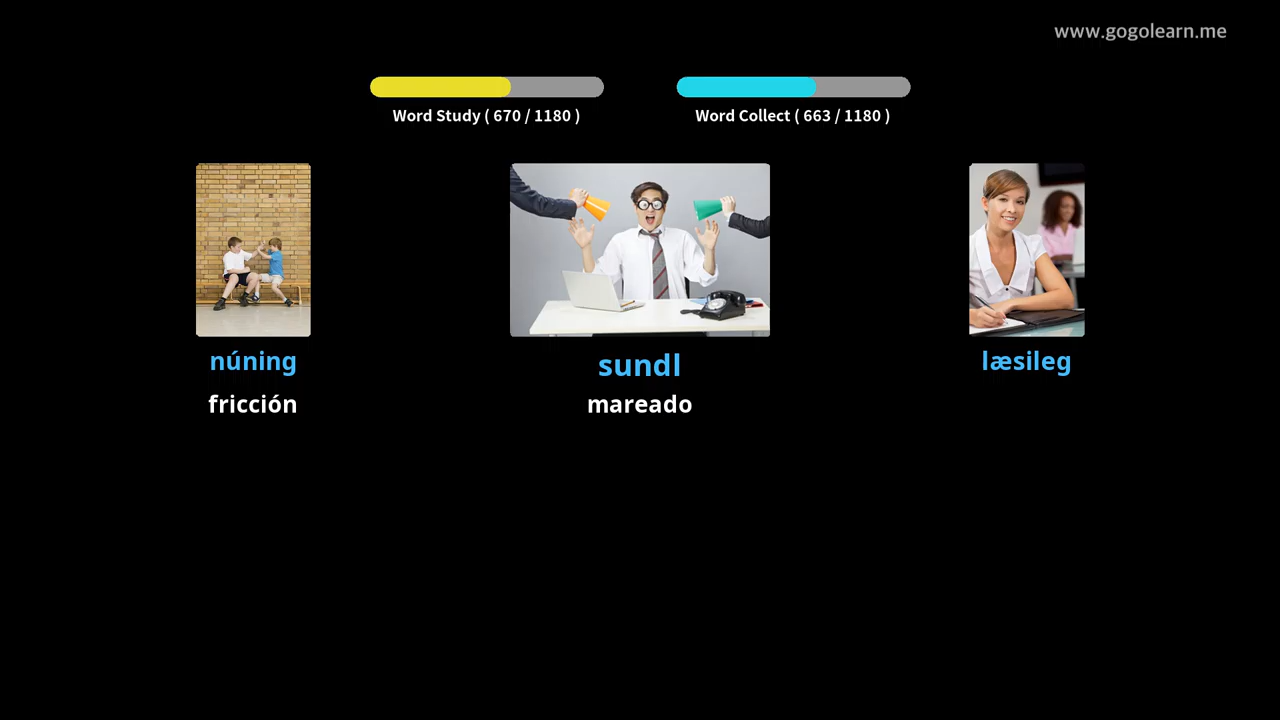 www.gogolearn.me
Word Study ( 670 / 1180 )
Word Collect ( 663 / 1180 )
núning
sundl
læsileg
fricción
mareado